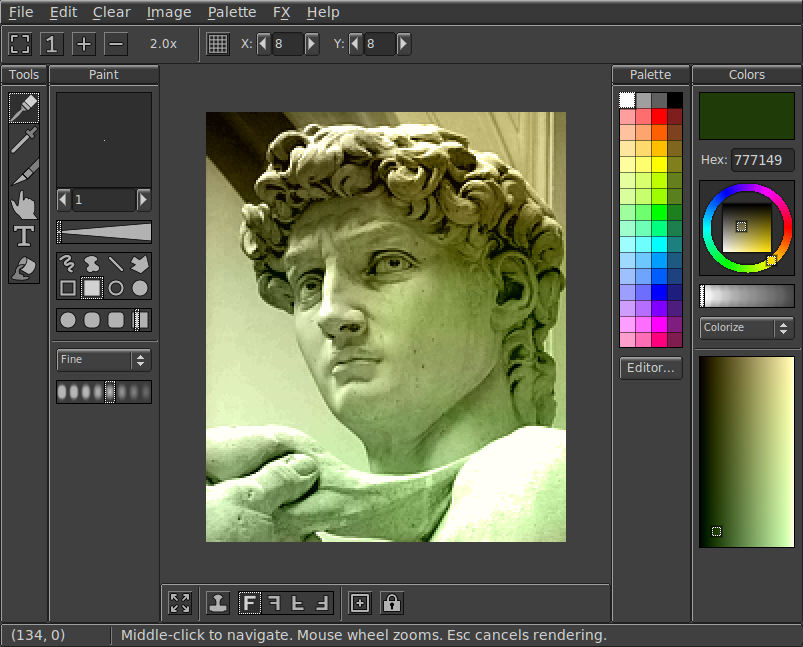 File Edit Clear Image Palette FX Help
1 2.0x X: 8 Y: 8
Tools Paint Palette Colors
Hex: 777149
1
T
Colorize
Fine
Editor...
F
(134, 0) Middle-click to navigate. Mouse wheel zooms. Esc cancels rendering.